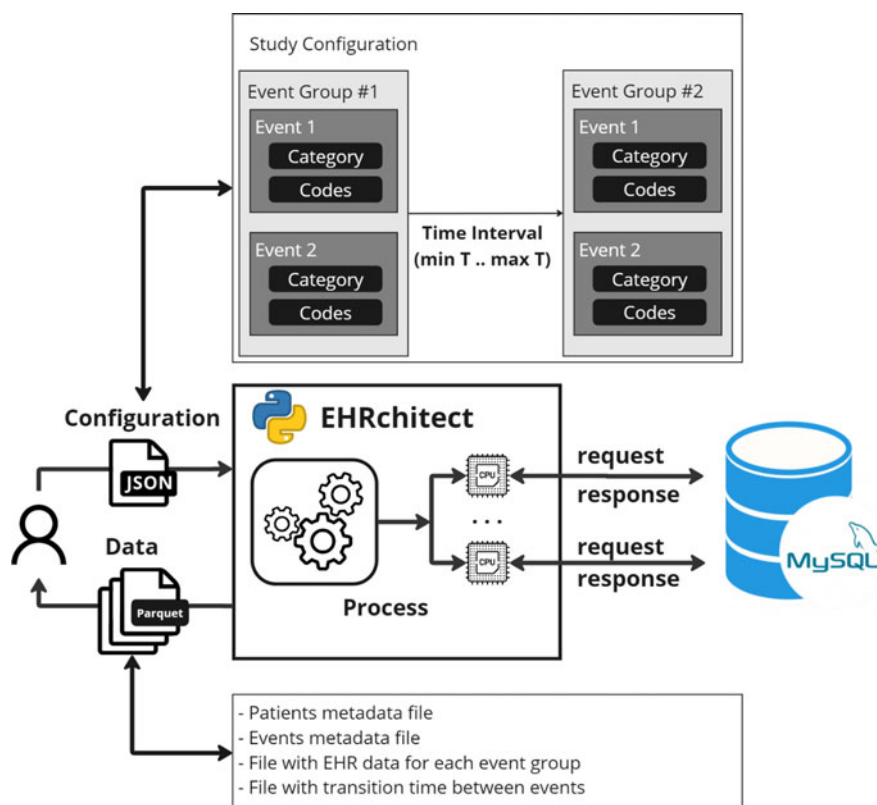 Study Configuration
Event Group #1
Event 1
Category
Codes
Event 2
Category
Codes
Time Interval
(min T .. max T)
Event Group #2
Event 1
Category
Codes
Event 2
Category
Codes
Configuration
JSON
Data
Parquet
EHRchitect
Process
CPU
. . .
CPU
request
response
request
response
MySQL
- Patients metadata file
- Events metadata file
- File with EHR data for each event group
- File with transition time between events